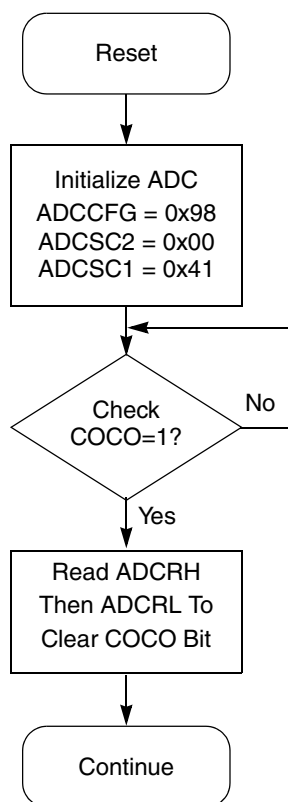 Reset
Initialize ADC
ADCCFG = 0x98
ADCSC2 = 0x00
ADCSC1 = 0x41
Check
COCO=1?
No
Yes
Read ADCRH
Then ADCRL To
Clear COCO Bit
Continue